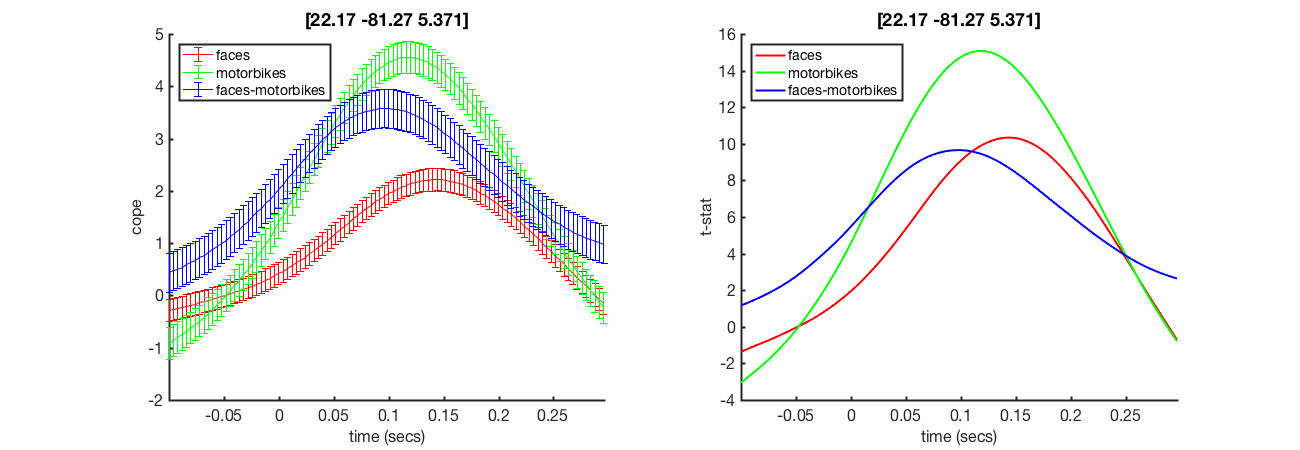 [22.17 -81.27 5.371]
5
4
3
2
1
0
-1
-2
cope
faces
motorbikes
faces-motorbikes
-0.05
0
0.05
0.1
0.15
0.2
0.25
time (secs)
[22.17 -81.27 5.371]
16
14
12
10
8
6
4
2
0
-2
-4
t-stat
faces
motorbikes
faces-motorbikes
-0.05
0
0.05
0.1
0.15
0.2
0.25
time (secs)